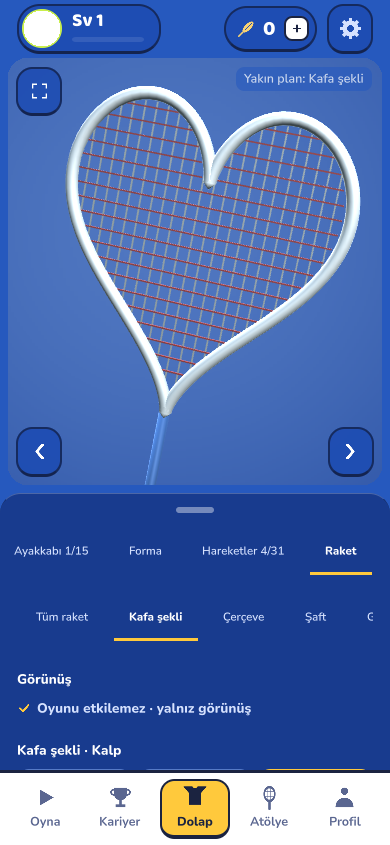 Sv 1
0
+
Yakın plan: Kafa şekli
Ayakkabı 1/15
Forma
Hareketler 4/31
Raket
Tüm raket
Kafa şekli
Çerçeve
Şaft
Görünüş
Oyunu etkilemez · yalnız görünüş
Kafa şekli · Kalp
Oyna
Kariyer
Dolap
Atölye
Profil